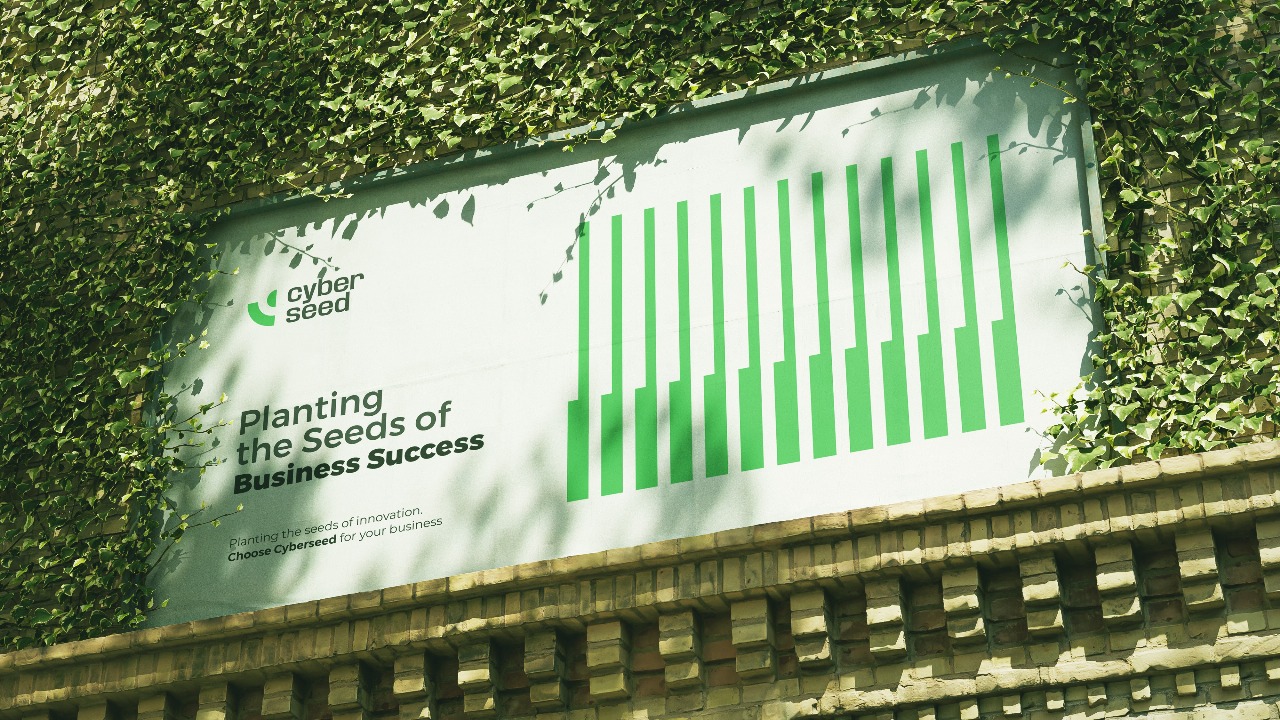 cyber
seed
Planting
the Seeds of
Business Success
Planting the seeds of innovation.
Choose Cyberseed for your business